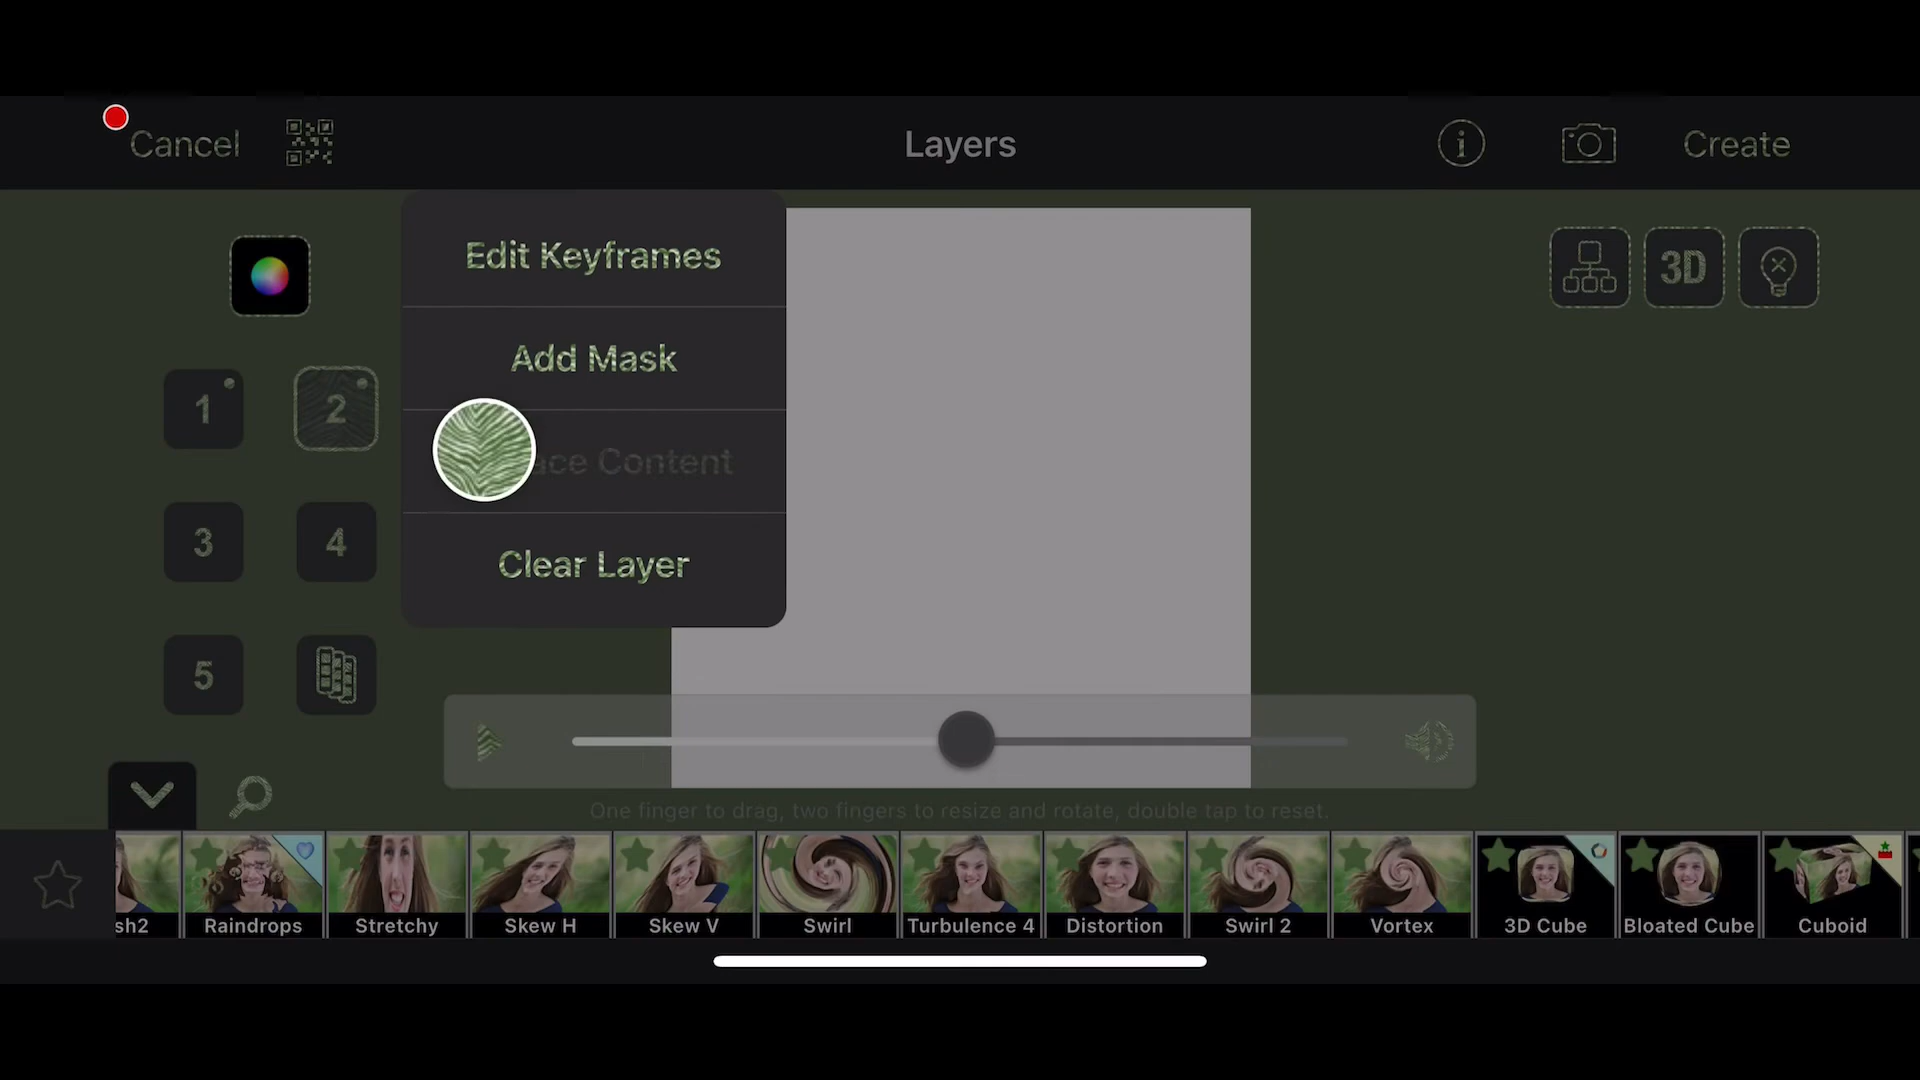 Cancel
Layers
Create
Edit Keyframes
Add Mask
Content
Clear Layer
3D
1
2
3
4
5
One finger to drag, two fingers to resize and rotate, double tap to reset.
sh2
Raindrops
Stretchy
Skew H
Skew V
Swirl
Turbulence 4
Distortion
Swirl 2
Vortex
3D Cube
Bloated Cube
Cuboid